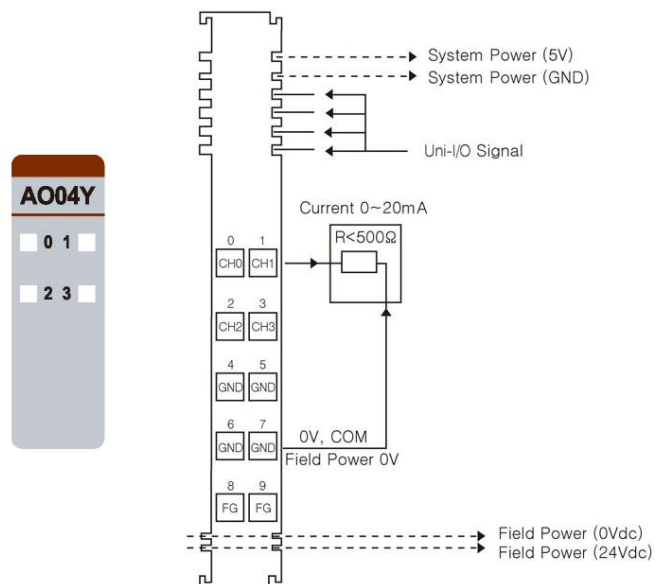 System Power (5V)
System Power (GND)
Uni-I/O Signal
AO04Y
0 1
2 3
Current 0~20mA
R<500Ω
0 1
CH0 CH1
2 3
CH2 CH3
4 5
GND GND
6 7
GND GND
0V, COM
Field Power 0V
8 9
FG FG
Field Power (0Vdc)
Field Power (24Vdc)